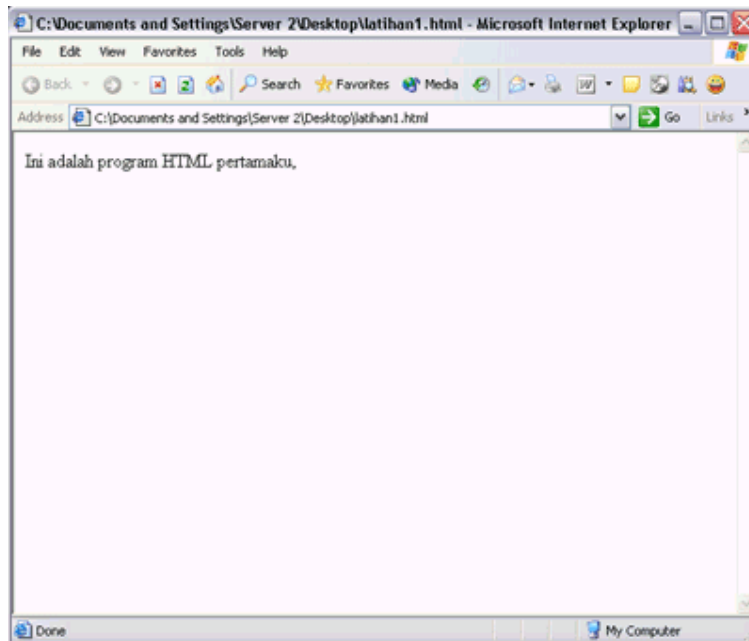 C:\Documents and Settings\Server 2\Desktop\latihan1.html - Microsoft Internet Explorer
File Edit View Favorites Tools Help
Back Search Favorites Media
Address C:\Documents and Settings\Server 2\Desktop\latihan1.html Go Links
Ini adalah program HTML pertamaku,
Done My Computer